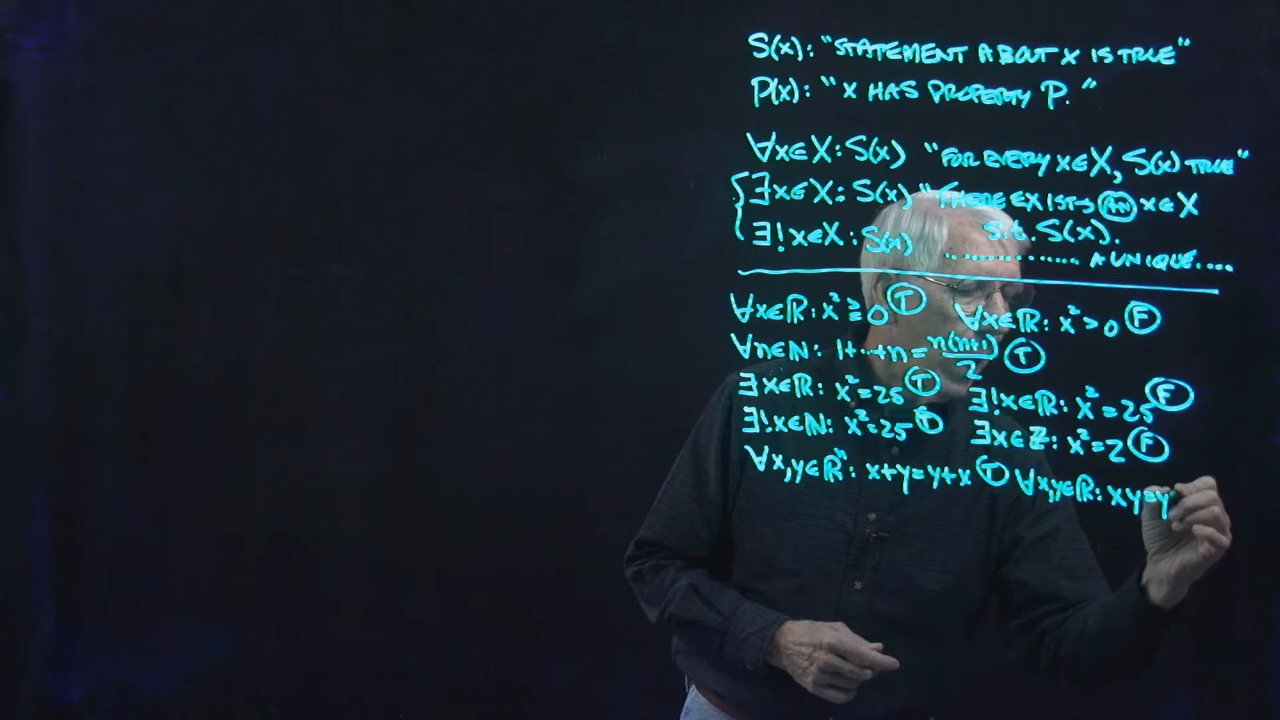 S(x): "STATEMENT ABOUT X IS TRUE"
P(x): "X HAS PROPERTY P."
∀x∈X: S(x) "FOR EVERY x∈X, S(x) TRUE"
∃x∈X: S(x) "THERE EXISTS AN x∈X
s.t. S(x).
∃!x∈X: S(x) ............... A UNIQUE....
∀x∈ℝ: x²≧0 T ∀x∈ℝ: x²>0 F
∀n∈ℕ: 1+...+n = n(n+1)/2 T
∃x∈ℝ: x²=25 T ∃!x∈ℝ: x²=25 F
∃!x∈ℕ: x²=25 T ∃x∈ℤ: x²=2 F
∀x,y∈ℝⁿ: x+y=y+x T ∀x,y∈ℝ: xy=y